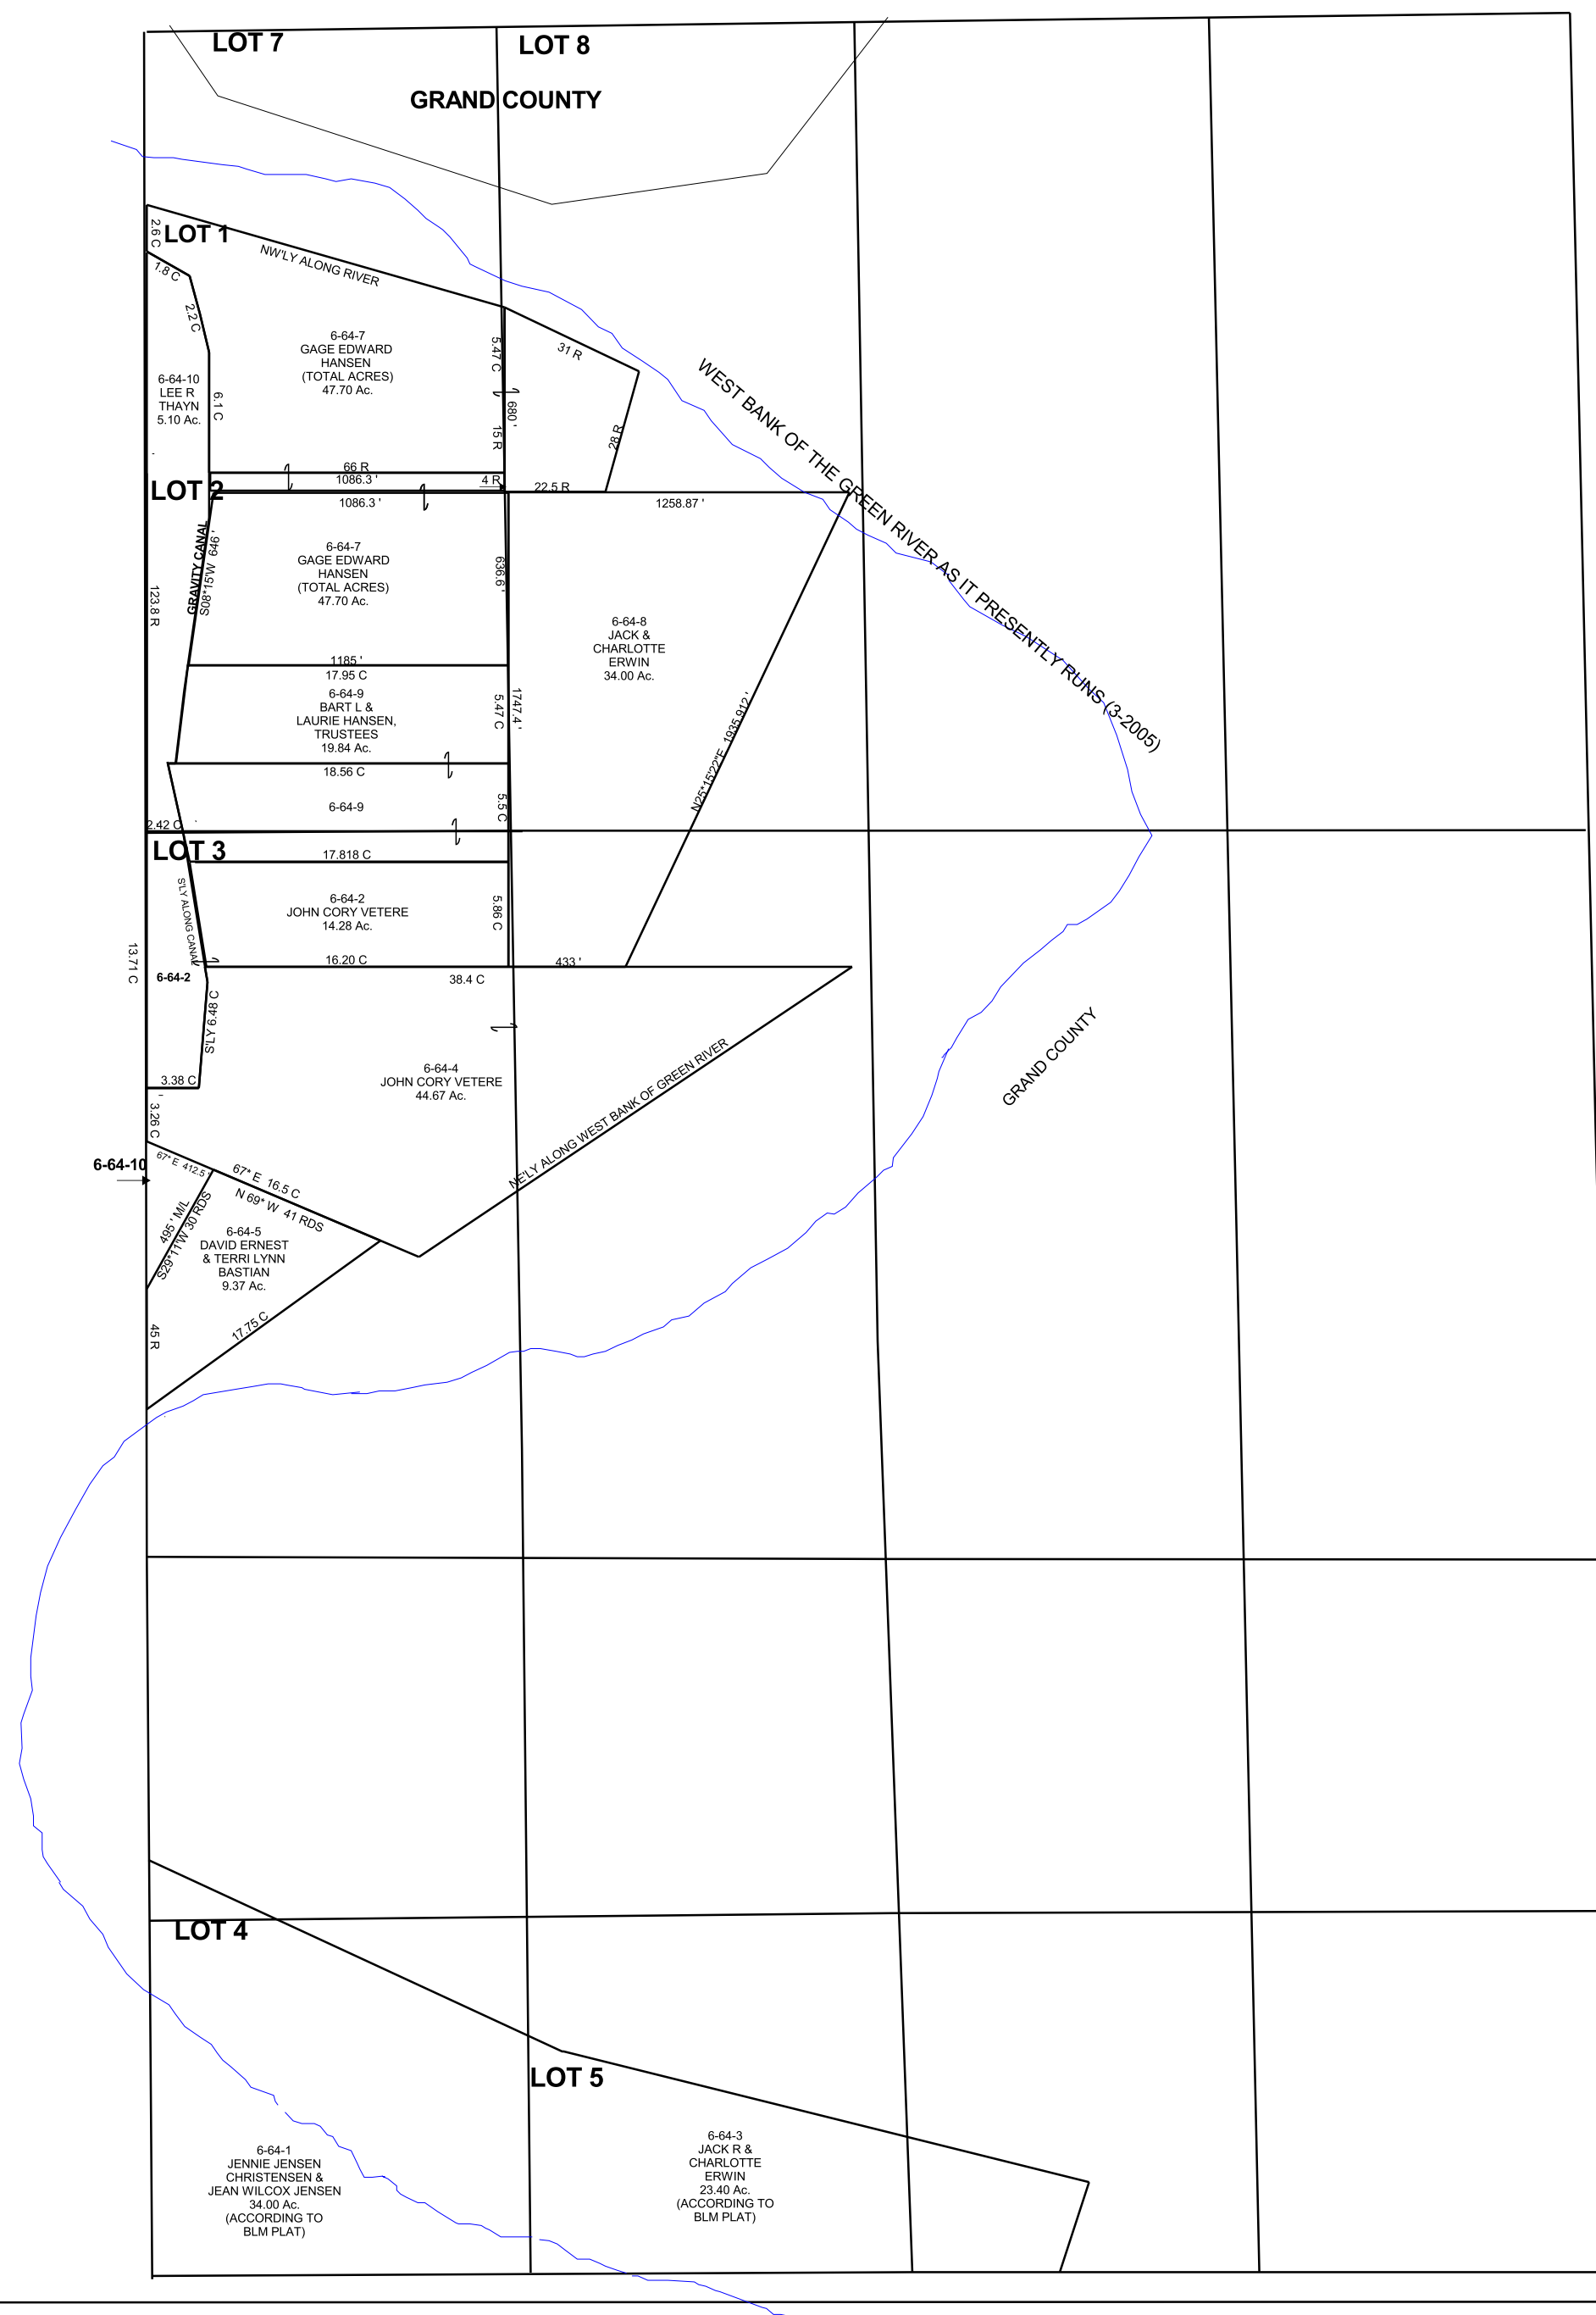 LOT 7
LOT 8
GRAND COUNTY
2.6 C
LOT 1
NW'LY ALONG RIVER
1.8 C
2.2 C
6-64-7
GAGE EDWARD
HANSEN
(TOTAL ACRES)
47.70 Ac.
5.47 C
31 R
6-64-10
LEE R
THAYN
5.10 Ac.
6.1 C
680 '
15 R
28 R
WEST BANK OF THE GREEN RIVER AS IT PRESENTLY RUNS (3-2005)
66 R
1086.3 '
4 R
22.5 R
LOT 2
1086.3 '
1258.87 '
GRAVITY CANAL
S08*15'W 646 '
6-64-7
GAGE EDWARD
HANSEN
(TOTAL ACRES)
47.70 Ac.
636.6 '
123.8 R
6-64-8
JACK &
CHARLOTTE
ERWIN
34.00 Ac.
1185 '
17.95 C
6-64-9
BART L &
LAURIE HANSEN,
TRUSTEES
19.84 Ac.
5.47 C
1747.4 '
N25*15'22"E 1935.912 '
18.56 C
6-64-9
5.5 C
2.42 C
LOT 3
17.818 C
S'LY ALONG CANAL
6-64-2
JOHN CORY VETERE
14.28 Ac.
5.86 C
13.71 C
16.20 C
433 '
6-64-2
38.4 C
S'LY 6.48 C
GRAND COUNTY
6-64-4
JOHN CORY VETERE
44.67 Ac.
NE'LY ALONG WEST BANK OF GREEN RIVER
3.38 C
3.26 C
6-64-10
67* E 412.5 '
67* E 16.5 C
N 69* W 41 RDS
495 ' M/L
S29*11'W 30 RDS
6-64-5
DAVID ERNEST
& TERRI LYNN
BASTIAN
9.37 Ac.
45 R
17.75 C
LOT 4
LOT 5
6-64-1
JENNIE JENSEN
CHRISTENSEN &
JEAN WILCOX JENSEN
34.00 Ac.
(ACCORDING TO
BLM PLAT)
6-64-3
JACK R &
CHARLOTTE
ERWIN
23.40 Ac.
(ACCORDING TO
BLM PLAT)